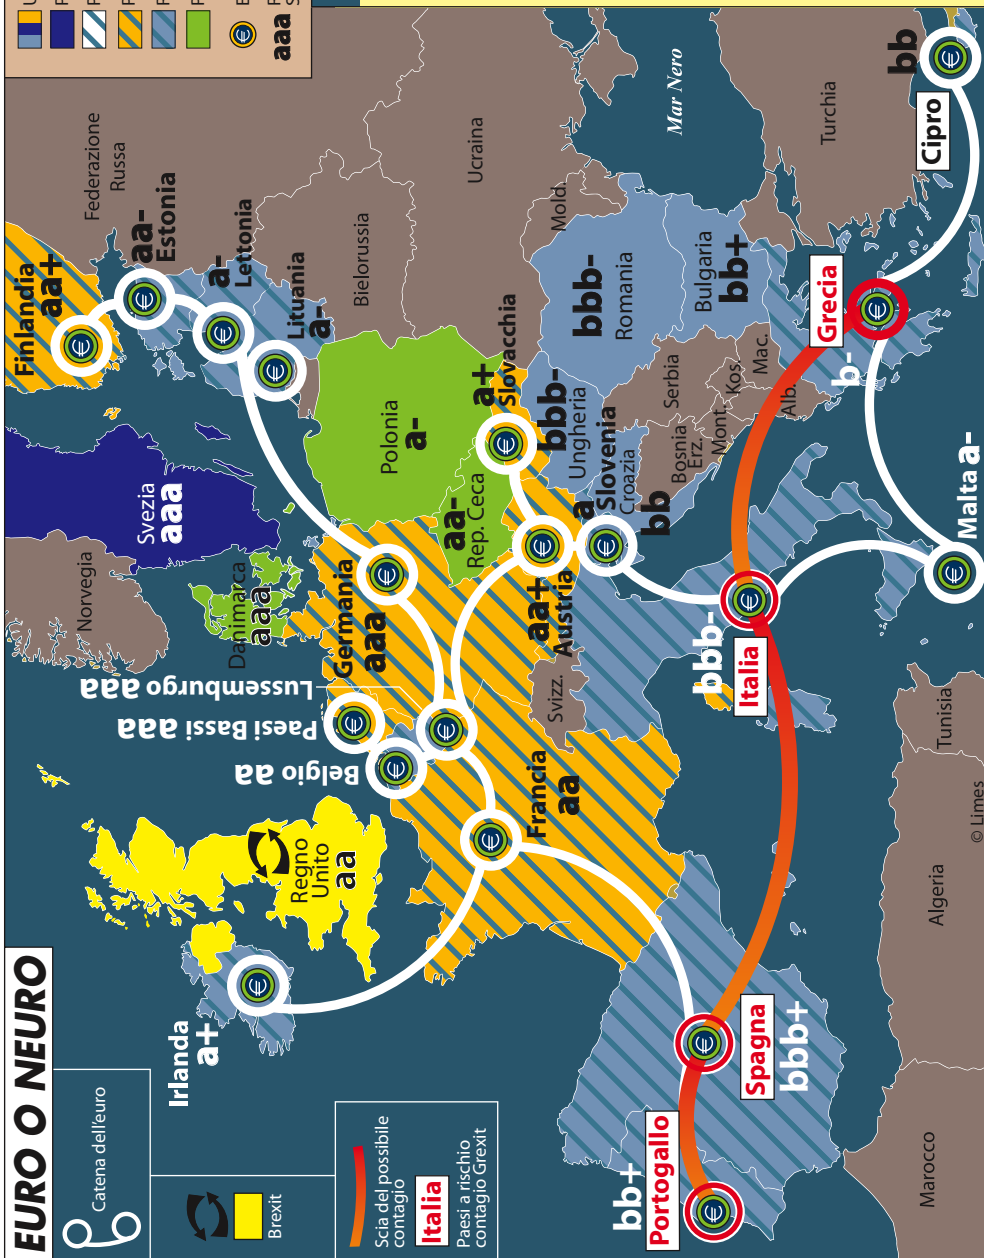 EURO O NEURO
Catena dell'euro
Brexit
Scia del possibile
contagio
Italia
Paesi a rischio
contagio Grexit
aaa
Irlanda
a+
Regno
Unito
aa
Norvegia
Svezia
aaa
Danimarca
aaa
Finlandia
aa+
Federazione
Russa
aa-
Estonia
a-
Lettonia
Lituania
a-
Bielorussia
Ucraina
Belgio aa
Paesi Bassi aaa
Lussemburgo aaa
Germania
aaa
Polonia
a-
aa-
Rep. Ceca
a+
Slovacchia
Francia
aa
Svizz.
aa+
Austria
bbb-
Ungheria
a
Slovenia
Croazia
bb
Mold.
bbb-
Romania
Bulgaria
bb+
Serbia
Bosnia
Erz.
Mont.
Kos.
Mac.
Alb.
Mar Nero
Turchia
bb+
Portogallo
Spagna
bbb+
bbb-
Italia
Grecia
b-
Cipro
bb
Malta a-
Marocco
Algeria
Tunisia
© Limes